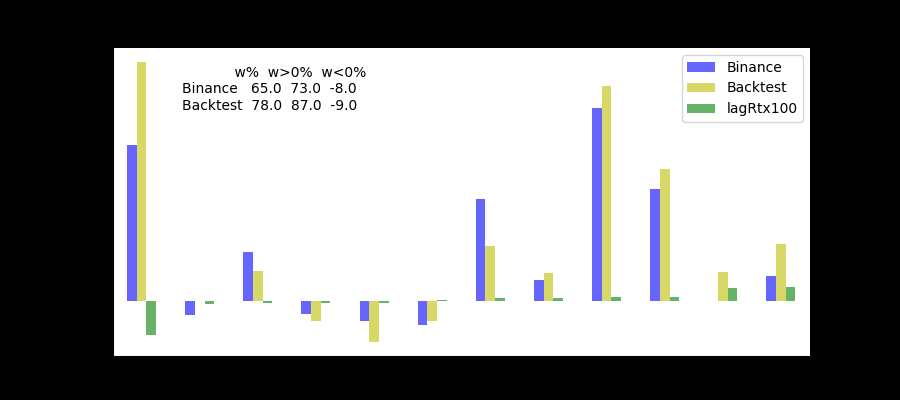 w%  w>0%  w<0%
Binance   65.0  73.0  -8.0
Backtest  78.0  87.0  -9.0
Binance
Backtest
lagRtx100